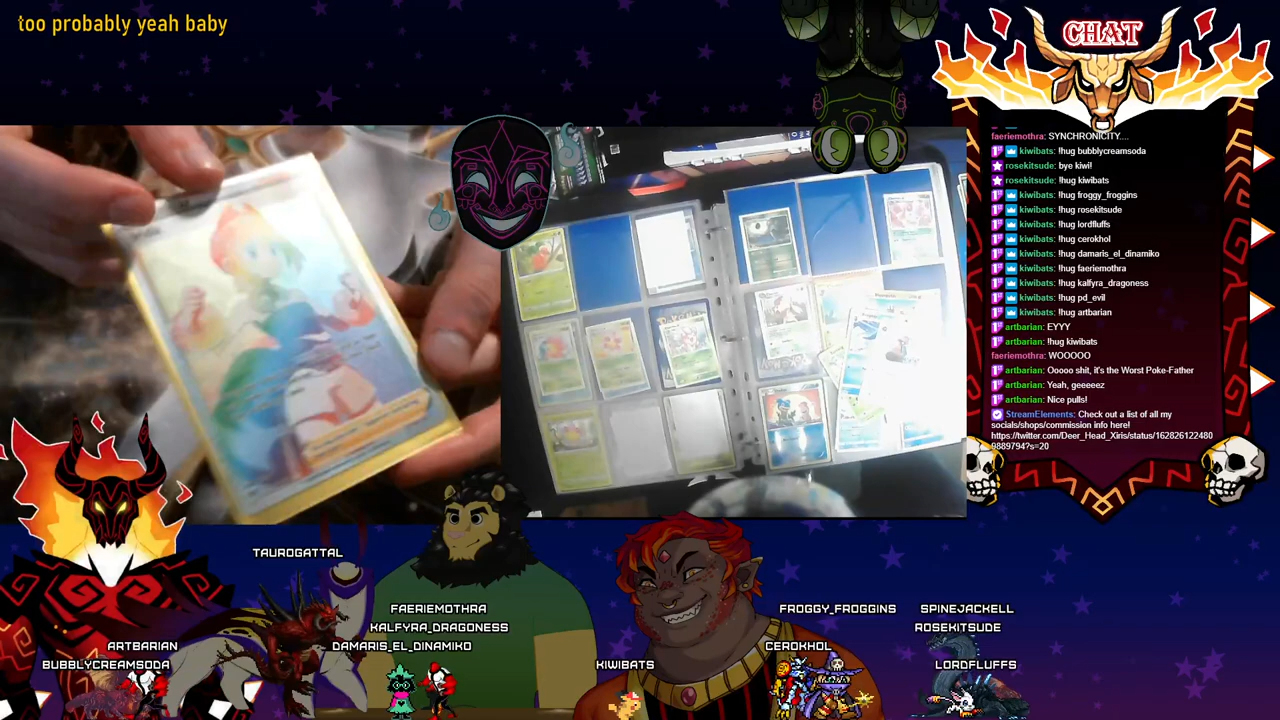 too probably yeah baby
CHAT
faeriemothra: SYNCHRONICITY....
kiwibats: !hug bubblycreamsoda
rosekitsude: bye kiwi!
rosekitsude: !hug kiwibats
kiwibats: !hug froggy_froggins
kiwibats: !hug rosekitsude
kiwibats: !hug lordfluffs
kiwibats: !hug cerokhol
kiwibats: !hug damaris_el_dinamiko
kiwibats: !hug faeriemothra
kiwibats: !hug kalfyra_dragoness
kiwibats: !hug pd_evil
kiwibats: !hug artbarian
artbarian: EYYY
artbarian: !hug kiwibats
faeriemothra: WOOOOO
artbarian: Ooooo shit, it's the Worst Poke-Father
artbarian: Yeah, geeeeez
artbarian: Nice pulls!
StreamElements: Check out a list of all my
socials/shops/commission info here!
https://twitter.com/Deer_Head_Xiris/status/162826122480
9889794?s=20
TAUROGATTAL
FAERIEMOTHRA
KALFYRA_DRAGONESS
ARTBARIAN
DAMARIS_EL_DINAMIKO
BUBBLYCREAMSODA
KIWIBATS
FROGGY_FROGGINS
SPINEJACKELL
ROSEKITSUDE
CEROKHOL
LORDFLUFFS